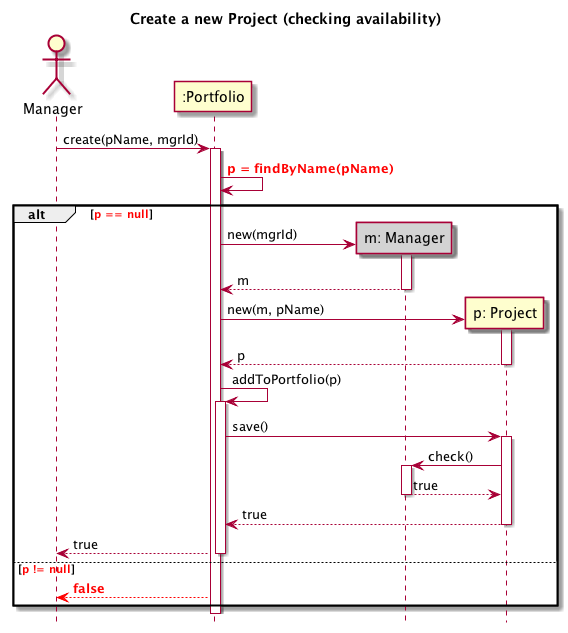 Create a new Project (checking availability)
Manager
:Portfolio
create(pName, mgrId)
p = findByName(pName)
alt
[p == null]
new(mgrId)
m: Manager
m
new(m, pName)
p: Project
p
addToPortfolio(p)
save()
check()
true
true
true
[p != null]
false